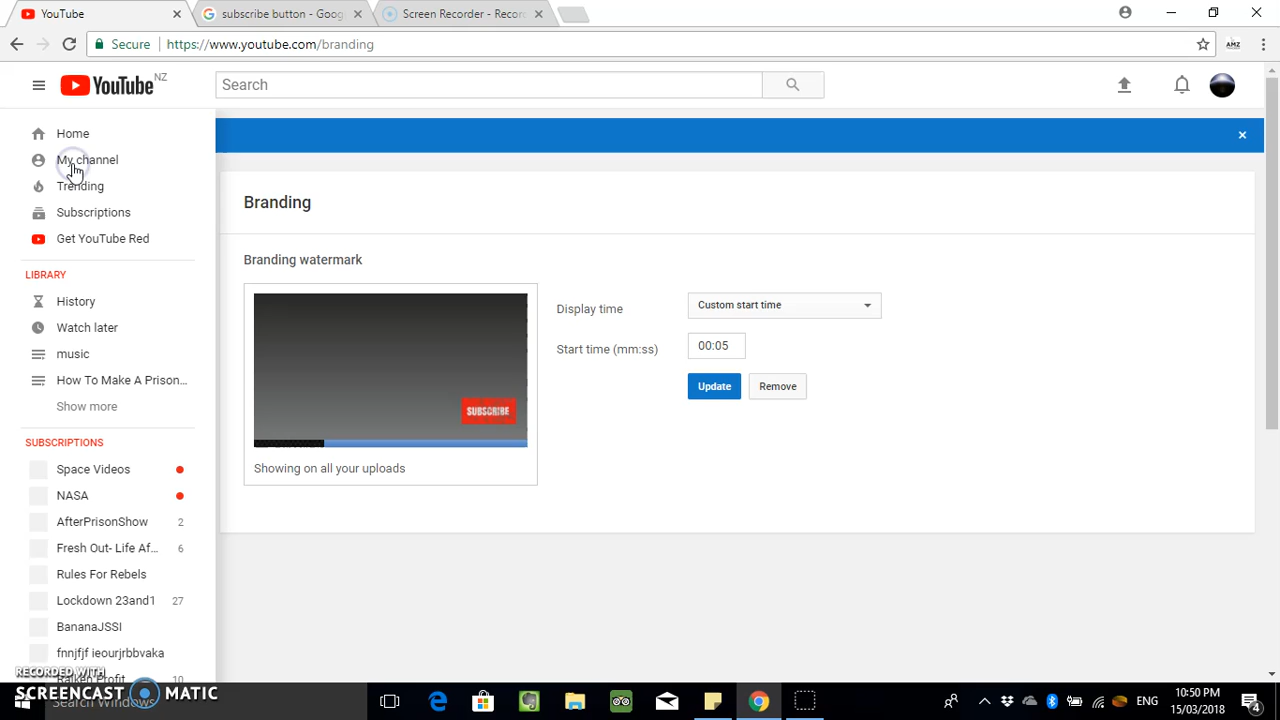 YouTube
subscribe button - Goog
Screen Recorder - Recor
Secure
https://www.youtube.com/branding
AMZ
YouTube NZ
Search
Home
My channel
Trending
Subscriptions
Get YouTube Red
LIBRARY
History
Watch later
music
How To Make A Prison...
Show more
SUBSCRIPTIONS
Space Videos
NASA
AfterPrisonShow 2
Fresh Out- Life Af... 6
Rules For Rebels
Lockdown 23and1 27
BananaJSSI
fnnjfjf ieourjrbbvaka
Branding
Branding watermark
SUBSCRIBE
Showing on all your uploads
Display time
Custom start time
Start time (mm:ss)
00:05
Update
Remove
RECORDED WITH
SCREENCAST MATIC
Search Windows
ENG
10:50 PM
15/03/2018
4